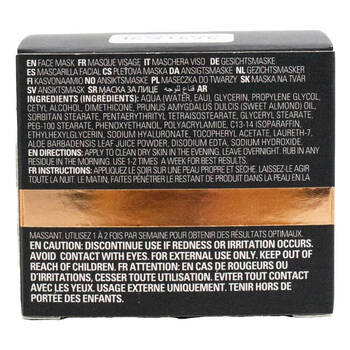 EN FACE MASK FR MASQUE VISAGE IT MASCHERA VISO DE GESICHTSMASKE
ES MASCARILLA FACIAL CS PLEŤOVÁ MASKA DA ANSIGTSMASKE NL GEZICHTSMASKER
FI KASVONAAMIO NO ANSIKTSMASKE PL MASECZKA DO TWARZY SK MASKA NA TVÁR
SV ANSIKTSMASK SR MASKA ЗА ЛИЦЕ AR قناع للوجه
INGREDIENTS (INGRÉDIENTS): AQUA (WATER, EAU), GLYCERIN, PROPYLENE GLYCOL,
CETYL ALCOHOL, DIMETHICONE, PRUNUS AMYGDALUS DULCIS (SWEET ALMOND) OIL,
SORBITAN STEARATE, PENTAERYTHRITYL TETRAISOSTEARATE, GLYCERYL STEARATE,
PEG-100 STEARATE, PHENOXYETHANOL, POLYACRYLAMIDE, C13-14 ISOPARAFFIN,
ETHYLHEXYLGLYCERIN, SODIUM HYALURONATE, TOCOPHERYL ACETATE, LAURETH-7,
ALOE BARBADENSIS LEAF JUICE POWDER, DISODIUM EDTA, SODIUM HYDROXIDE.
EN DIRECTIONS: APPLY TO CLEAN DRY SKIN IN THE EVENING. LEAVE OVERNIGHT. RUB IN ANY
RESIDUE IN THE MORNING. USE 1-2 TIMES A WEEK FOR BEST RESULTS.
FR INSTRUCTIONS: APPLIQUEZ LE SOIR SUR UNE PEAU PROPRE ET SÈCHE. LAISSEZ-LE AGIR
TOUTE LA NUIT. LE MATIN, FAITES PÉNÉTRER LE RESTANT DE PRODUIT DANS LA PEAU EN LA
MASSANT. UTILISEZ 1 À 2 FOIS PAR SEMAINE POUR OBTENIR DES RÉSULTATS OPTIMAUX.
EN CAUTION: DISCONTINUE USE IF REDNESS OR IRRITATION OCCURS.
AVOID CONTACT WITH EYES. FOR EXTERNAL USE ONLY. KEEP OUT OF
REACH OF CHILDREN. FR ATTENTION: EN CAS DE ROUGEURS OU
D'IRRITATIONS, CESSER TOUTE UTILISATION. EVITER TOUT CONTACT
AVEC LES YEUX. USAGE EXTERNE UNIQUEMENT. TENIR HORS DE
PORTEE DES ENFANTS.